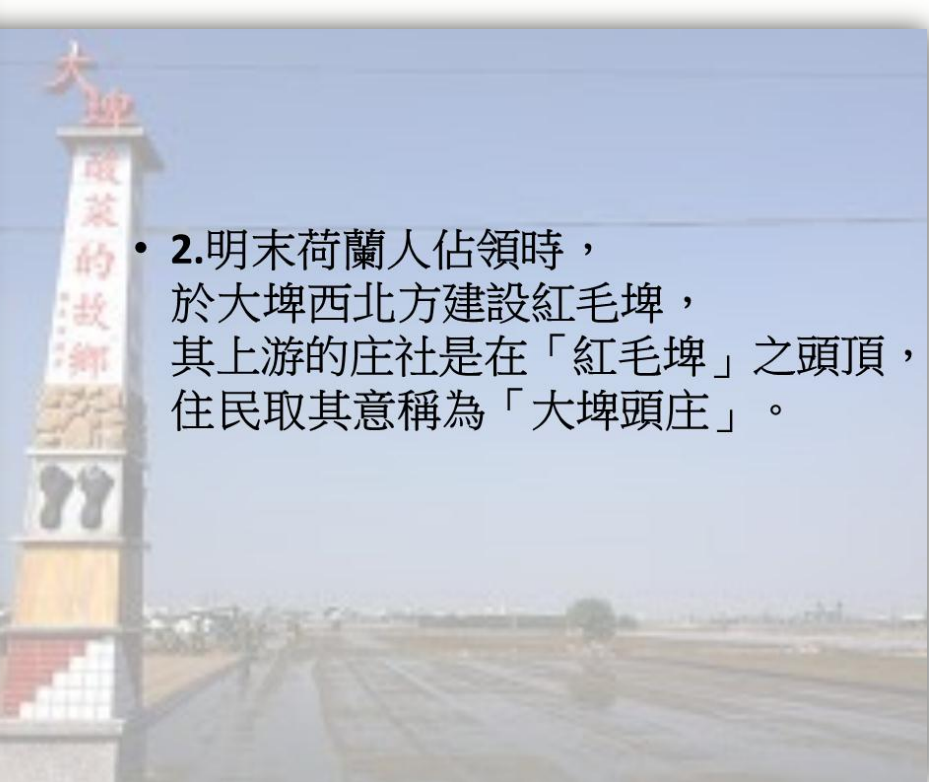 大埤
酸菜的故鄉
• 2.明末荷蘭人佔領時，
於大埤西北方建設紅毛埤，
其上游的庄社是在「紅毛埤」之頭頂，
住民取其意稱為「大埤頭庄」。